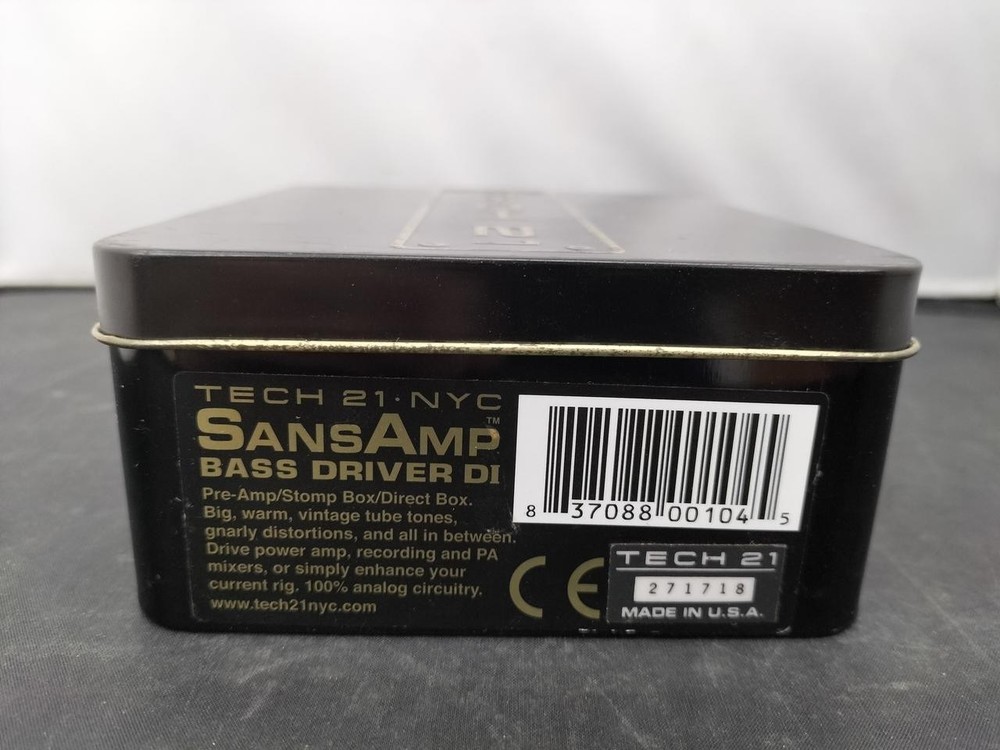 TECH 21·NYC
SANSAMP™
BASS DRIVER DI
Pre-Amp/Stomp Box/Direct Box.
Big, warm, vintage tube tones,
gnarly distortions, and all in between.
Drive power amp, recording and PA
mixers, or simply enhance your
current rig. 100% analog circuitry.
www.tech21nyc.com
8 37088 00104 5
CE
TECH 21
271718
MADE IN U.S.A.